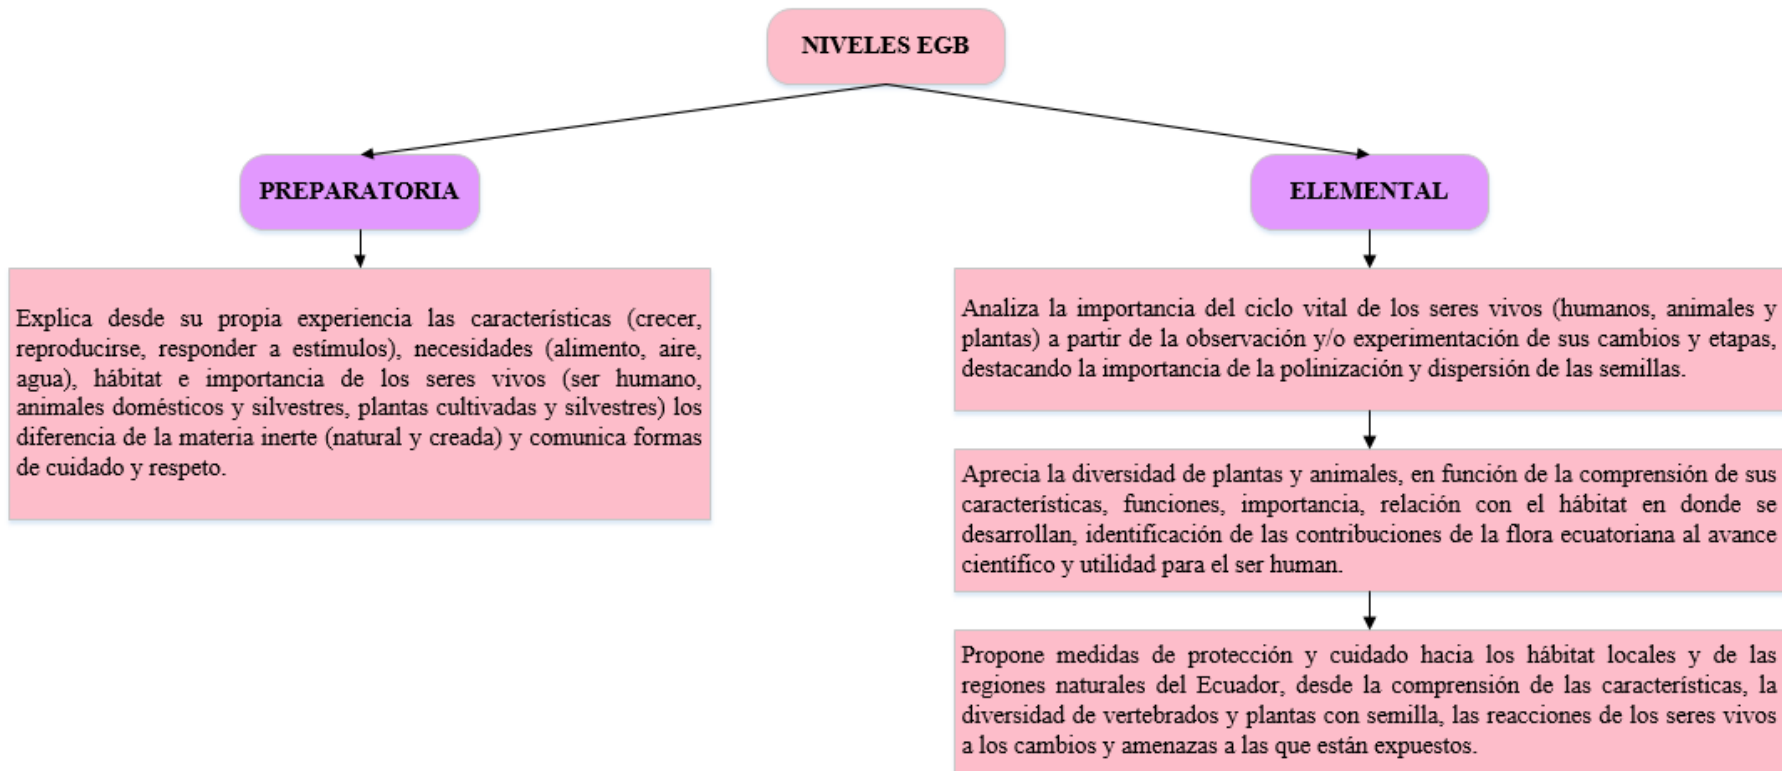 NIVELES EGB
PREPARATORIA
Explica desde su propia experiencia las características (crecer,
reproducirse, responder a estímulos), necesidades (alimento, aire,
agua), hábitat e importancia de los seres vivos (ser humano,
animales domésticos y silvestres, plantas cultivadas y silvestres) los
diferencia de la materia inerte (natural y creada) y comunica formas
de cuidado y respeto.
ELEMENTAL
Analiza la importancia del ciclo vital de los seres vivos (humanos, animales y
plantas) a partir de la observación y/o experimentación de sus cambios y etapas,
destacando la importancia de la polinización y dispersión de las semillas.
Aprecia la diversidad de plantas y animales, en función de la comprensión de sus
características, funciones, importancia, relación con el hábitat en donde se
desarrollan, identificación de las contribuciones de la flora ecuatoriana al avance
científico y utilidad para el ser human.
Propone medidas de protección y cuidado hacia los hábitat locales y de las
regiones naturales del Ecuador, desde la comprensión de las características, la
diversidad de vertebrados y plantas con semilla, las reacciones de los seres vivos
a los cambios y amenazas a las que están expuestos.